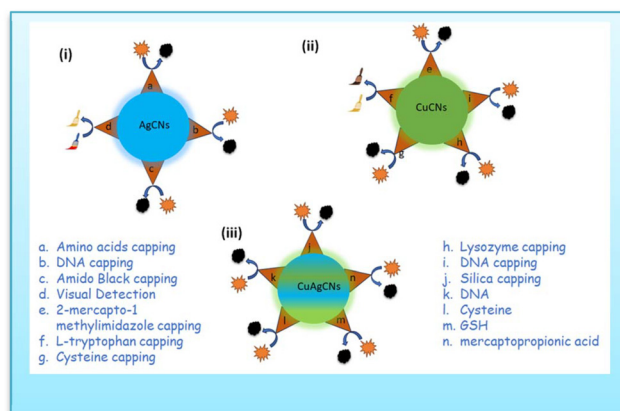 (i)
a
AgCNs
d
b
c
(ii)
e
f
CuCNs
i
g
h
(iii)
j
k
CuAgCNs
n
l
m
a. Amino acids capping
b. DNA capping
c. Amido Black capping
d. Visual Detection
e. 2-mercapto-1
methylimidazole capping
f. L-tryptophan capping
g. Cysteine capping
h. Lysozyme capping
i. DNA capping
j. Silica capping
k. DNA
l. Cysteine
m. GSH
n. mercaptopropionic acid